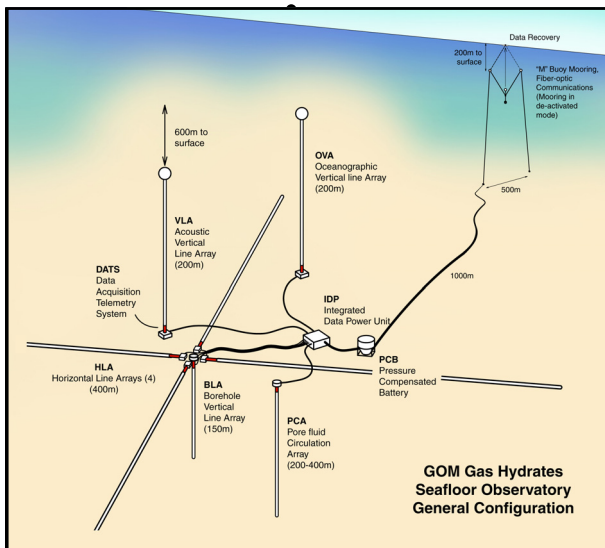 Data Recovery
200m to
surface
"M" Buoy Mooring,
Fiber-optic
Communications
(Mooring in
de-activated
mode)
500m
600m to
surface
OVA
Oceanographic
Vertical line Array
(200m)
VLA
Acoustic
Vertical
Line Array
(200m)
1000m
DATS
Data
Acquisition
Telemetry
System
IDP
Integrated
Data Power Unit
PCB
Pressure
Compensated
Battery
HLA
Horizontal Line Arrays (4)
(400m)
BLA
Borehole
Vertical
Line Array
(150m)
PCA
Pore fluid
Circulation
Array
(200-400m)
GOM Gas Hydrates
Seafloor Observatory
General Configuration